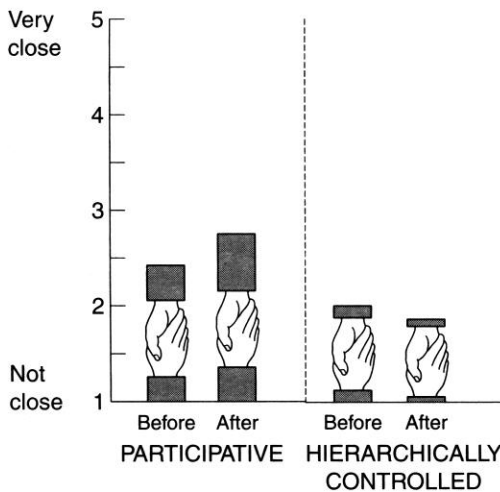 Very
close
5
4
3
2
Not
close
1
Before After Before After
PARTICIPATIVE HIERARCHICALLY
CONTROLLED